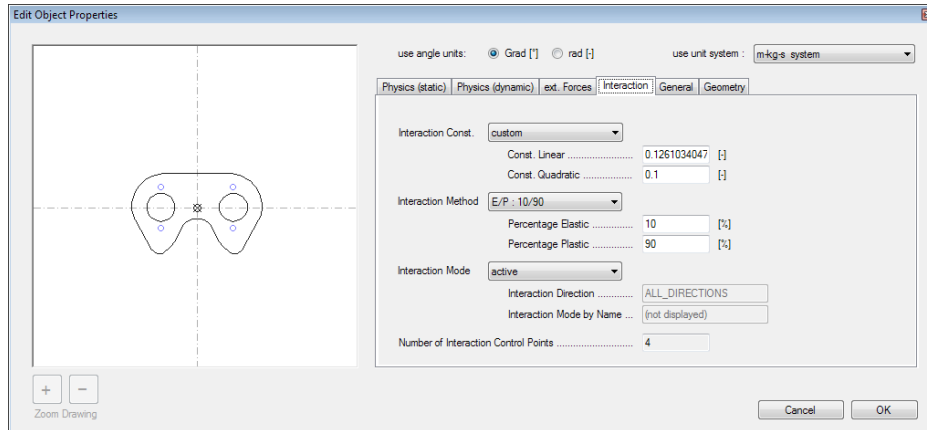 Edit Object Properties
use angle units: Grad [°] rad [-] use unit system : m-kg-s system
Physics (static) Physics (dynamic) ext. Forces Interaction General Geometry
Interaction Const. custom
Const. Linear ...................... 0.1261034047 [-]
Const. Quadratic ................. 0.1 [-]
Interaction Method E/P : 10/90
Percentage Elastic .............. 10 [%]
Percentage Plastic .............. 90 [%]
Interaction Mode active
Interaction Direction ............ ALL_DIRECTIONS
Interaction Mode by Name ... (not displayed)
Number of Interaction Control Points ........................... 4
+ -
Zoom Drawing
Cancel OK